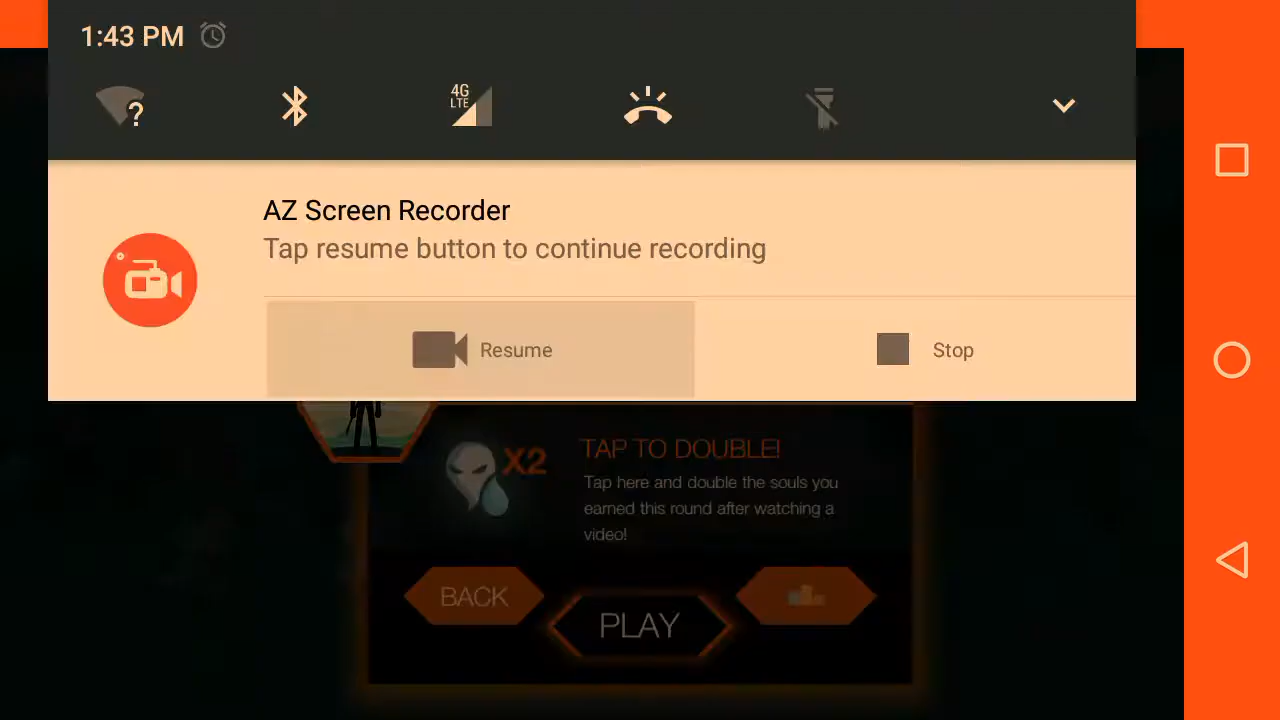 1:43 PM
?
4G
LTE
AZ Screen Recorder
Tap resume button to continue recording
Resume
Stop
X2
TAP TO DOUBLE!
Tap here and double the souls you
earned this round after watching a
video!
BACK
PLAY